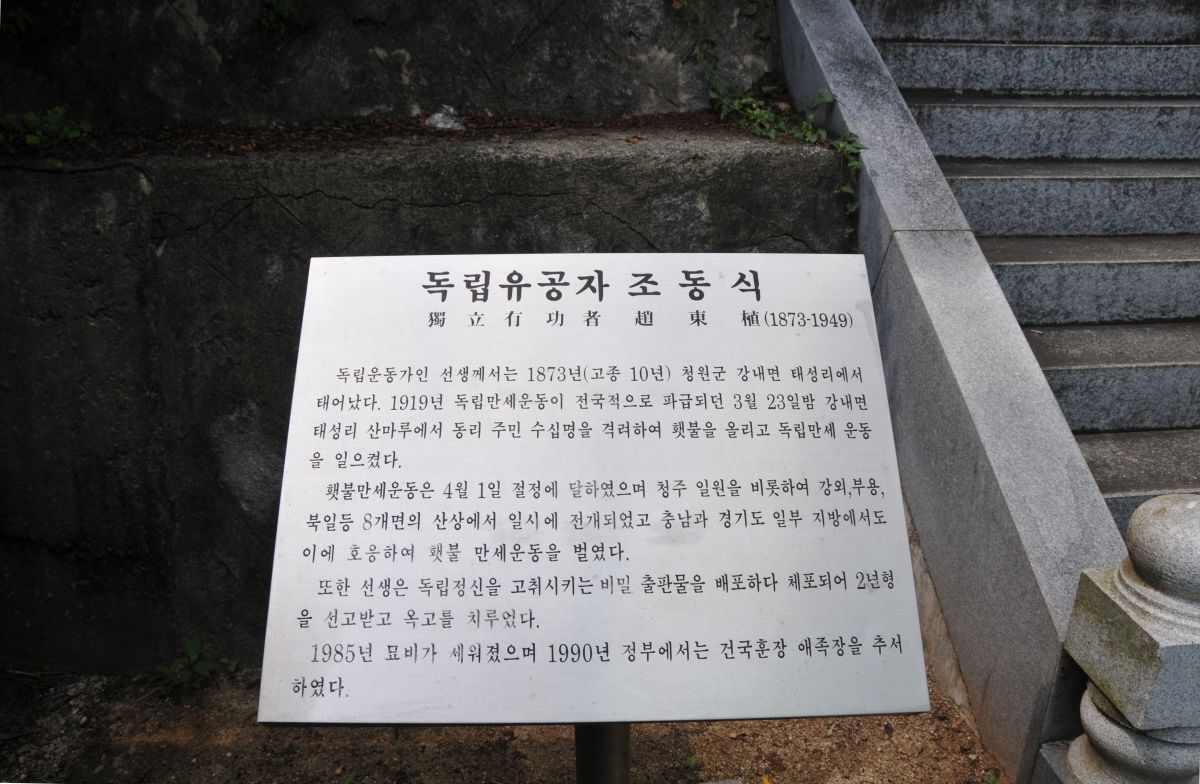 독립유공자 조동식
獨立有功者 趙東植(1873-1949)
독립운동가인 선생께서는 1873년(고종 10년) 청원군 강내면 태성리에서
태어났다. 1919년 독립만세운동이 전국적으로 파급되던 3월 23일밤 강내면
태성리 산마루에서 동리 주민 수십명을 격려하여 횃불을 올리고 독립만세 운동
을 일으켰다.
횃불만세운동은 4월 1일 절정에 달하였으며 청주 일원을 비롯하여 강외,부용,
북일등 8개면의 산상에서 일시에 전개되었고 충남과 경기도 일부 지방에서도
이에 호응하여 횃불 만세운동을 벌였다.
또한 선생은 독립정신을 고취시키는 비밀 출판물을 배포하다 체포되어 2년형
을 선고받고 옥고를 치루었다.
1985년 묘비가 세워졌으며 1990년 정부에서는 건국훈장 애족장을 추서
하였다.